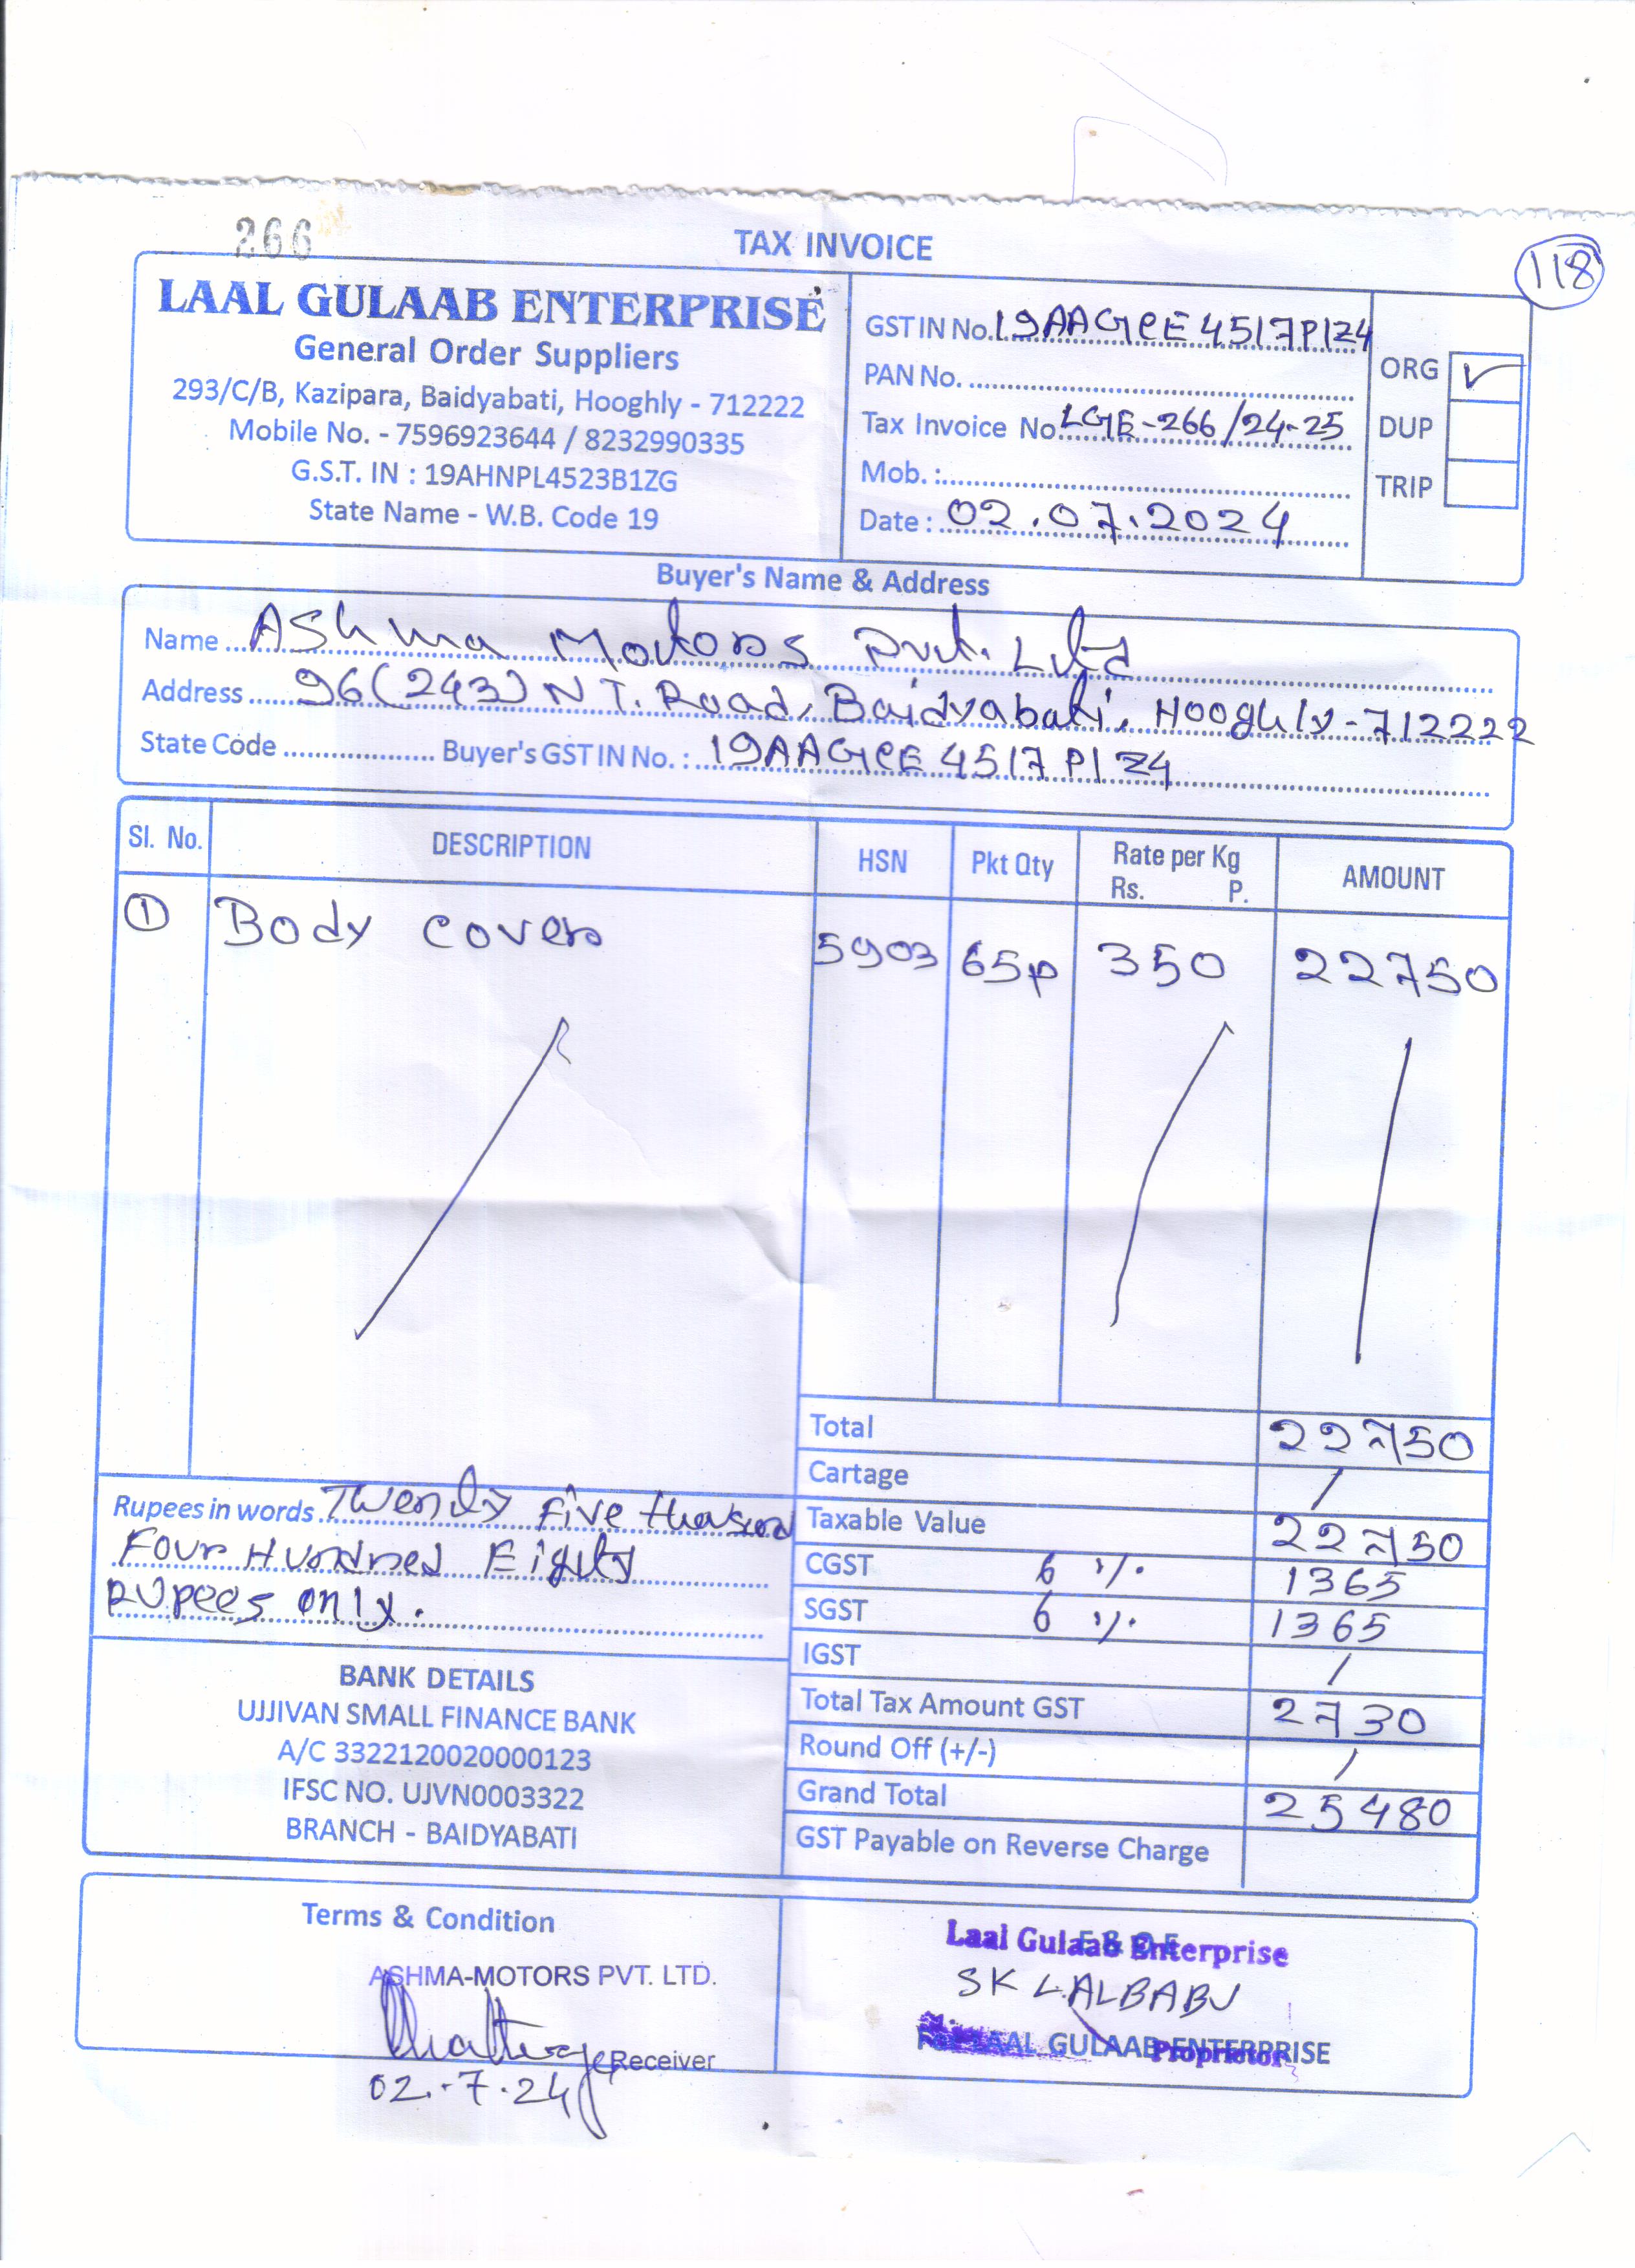 266
TAX INVOICE
118
LAAL GULAAB ENTERPRISE
General Order Suppliers
293/C/B, Kazipara, Baidyabati, Hooghly - 712222
Mobile No. - 7596923644 / 8232990335
G.S.T. IN : 19AHNPL4523B1ZG
State Name - W.B. Code 19
GST IN No. 19AAGCE4517P1Z4
PAN No.
Tax Invoice No. LGE-266/24-25
Mob. :
Date : 02.07.2024
ORG ✓
DUP
TRIP
Buyer's Name & Address
Name Ashma Motors Pvt. Ltd
Address 96(243) N T. Road, Baidyabati, Hooghly-712222
State Code Buyer's GST IN No. : 19AAGCE4517P1Z4
Sl. No. DESCRIPTION HSN Pkt Qty Rate per Kg Rs. P. AMOUNT
① Body cover 5903 65p 350 22750
Total 22750
Cartage /
Taxable Value 22750
CGST 6 % 1365
SGST 6 % 1365
IGST /
Total Tax Amount GST 2730
Round Off (+/-) /
Grand Total 25480
GST Payable on Reverse Charge
Rupees in words Twenty Five thousand
Four Hundred Eighty
Rupees only.
BANK DETAILS
UJJIVAN SMALL FINANCE BANK
A/C 3322120020000123
IFSC NO. UJVN0003322
BRANCH - BAIDYABATI
Terms & Condition
ASHMA-MOTORS PVT. LTD.
Receiver
02.-7.24
E & O E
Laal Gulaab Enterprise
SK LALBABU
For LAAL GULAAB ENTERPRISE
Proprietor